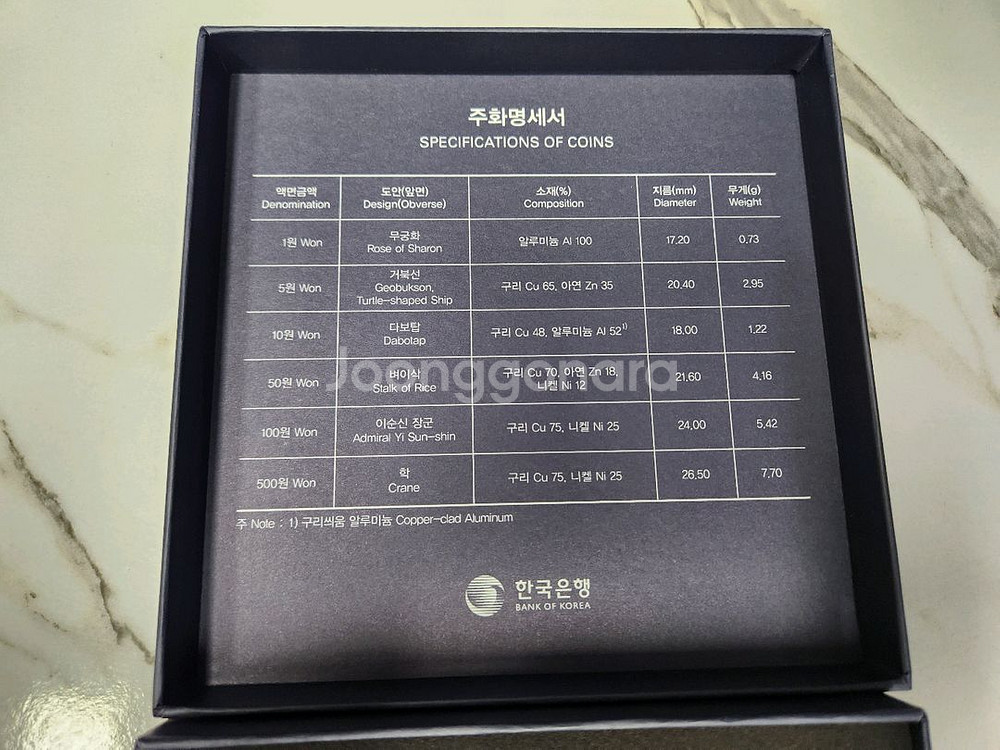 주화명세서
SPECIFICATIONS OF COINS
액면금액 도안(앞면) 소재(%) 지름(mm) 무게(g)
Denomination Design(Obverse) Composition Diameter Weight
1원 Won 무궁화 Rose of Sharon 알루미늄 Al 100 17.20 0.73
5원 Won 거북선 Geobukson, Turtle-shaped Ship 구리 Cu 65, 아연 Zn 35 20.40 2.95
10원 Won 다보탑 Dabotap 구리 Cu 48, 알루미늄 Al 52¹⁾ 18.00 1.22
50원 Won 벼이삭 Stalk of Rice 구리 Cu 70, 아연 Zn 18, 니켈 Ni 12 21.60 4.16
100원 Won 이순신 장군 Admiral Yi Sun-shin 구리 Cu 75, 니켈 Ni 25 24.00 5.42
500원 Won 학 Crane 구리 Cu 75, 니켈 Ni 25 26.50 7.70
주 Note : 1) 구리씌움 알루미늄 Copper-clad Aluminum
한국은행
BANK OF KOREA
Joonggonara